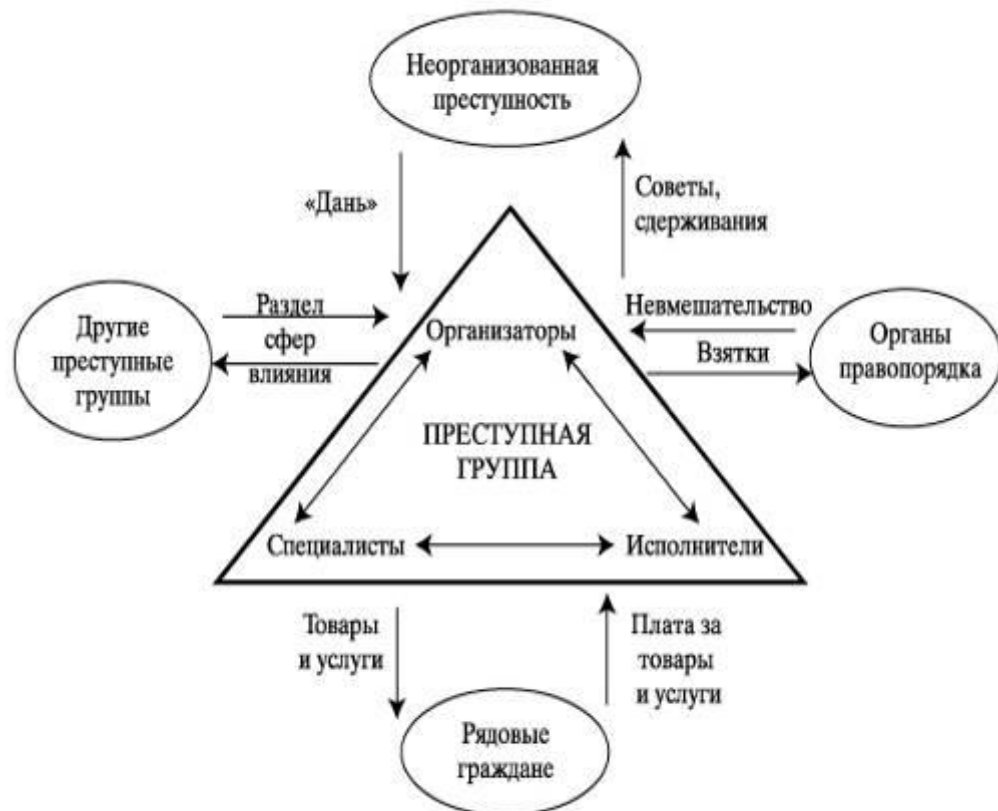 Неорганизованная
преступность
«Дань»
Советы,
сдерживания
Другие
преступные
группы
Раздел
сфер
влияния
Организаторы
Невмешательство
Взятки
Органы
правопорядка
ПРЕСТУПНАЯ
ГРУППА
Специалисты
Исполнители
Товары
и услуги
Плата за
товары
и услуги
Рядовые
граждане